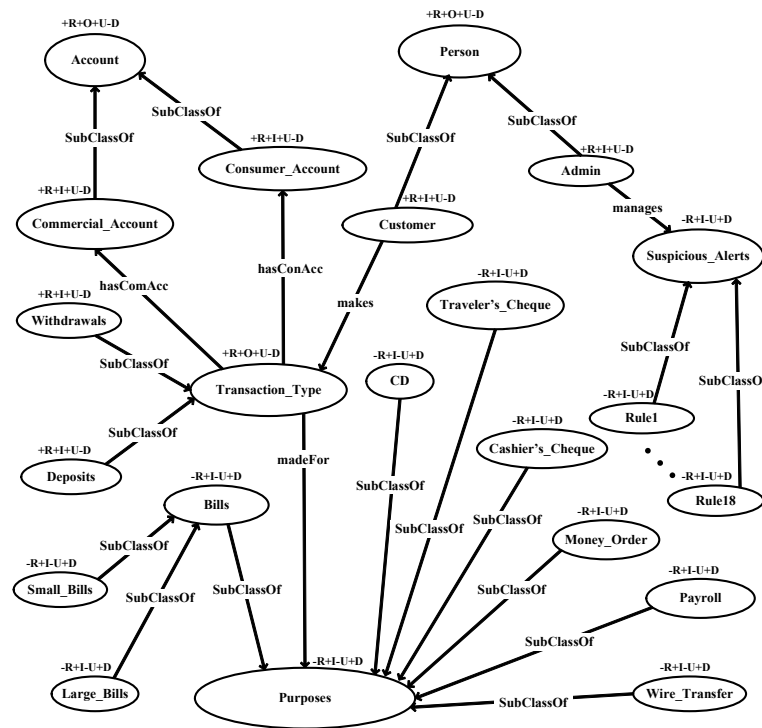 +R+O+U-D
Account
+R+O+U-D
Person
SubClassOf
SubClassOf
SubClassOf
SubClassOf
+R+I+U-D
Consumer_Account
+R+I+U-D
Admin
+R+I+U-D
Commercial_Account
+R+I+U-D
Customer
manages
-R+I-U+D
Suspicious_Alerts
hasComAcc
hasConAcc
makes
-R+I-U+D
Traveler's_Cheque
+R+I+U-D
Withdrawals
SubClassOf
+R+O+U-D
Transaction_Type
-R+I-U+D
CD
SubClassOf
SubClassO
-R+I-U+D
Rule1
SubClassOf
+R+I+U-D
Deposits
madeFor
-R+I-U+D
Cashier's_Cheque
-R+I-U+D
Rule18
-R+I-U+D
Bills
SubClassOf
SubClassOf
SubClassOf
-R+I-U+D
Money_Order
SubClassOf
-R+I-U+D
Small_Bills
SubClassOf
SubClassOf
SubClassOf
-R+I-U+D
Payroll
SubClassOf
-R+I-U+D
Large_Bills
-R+I-U+D
Purposes
SubClassOf
-R+I-U+D
Wire_Transfer